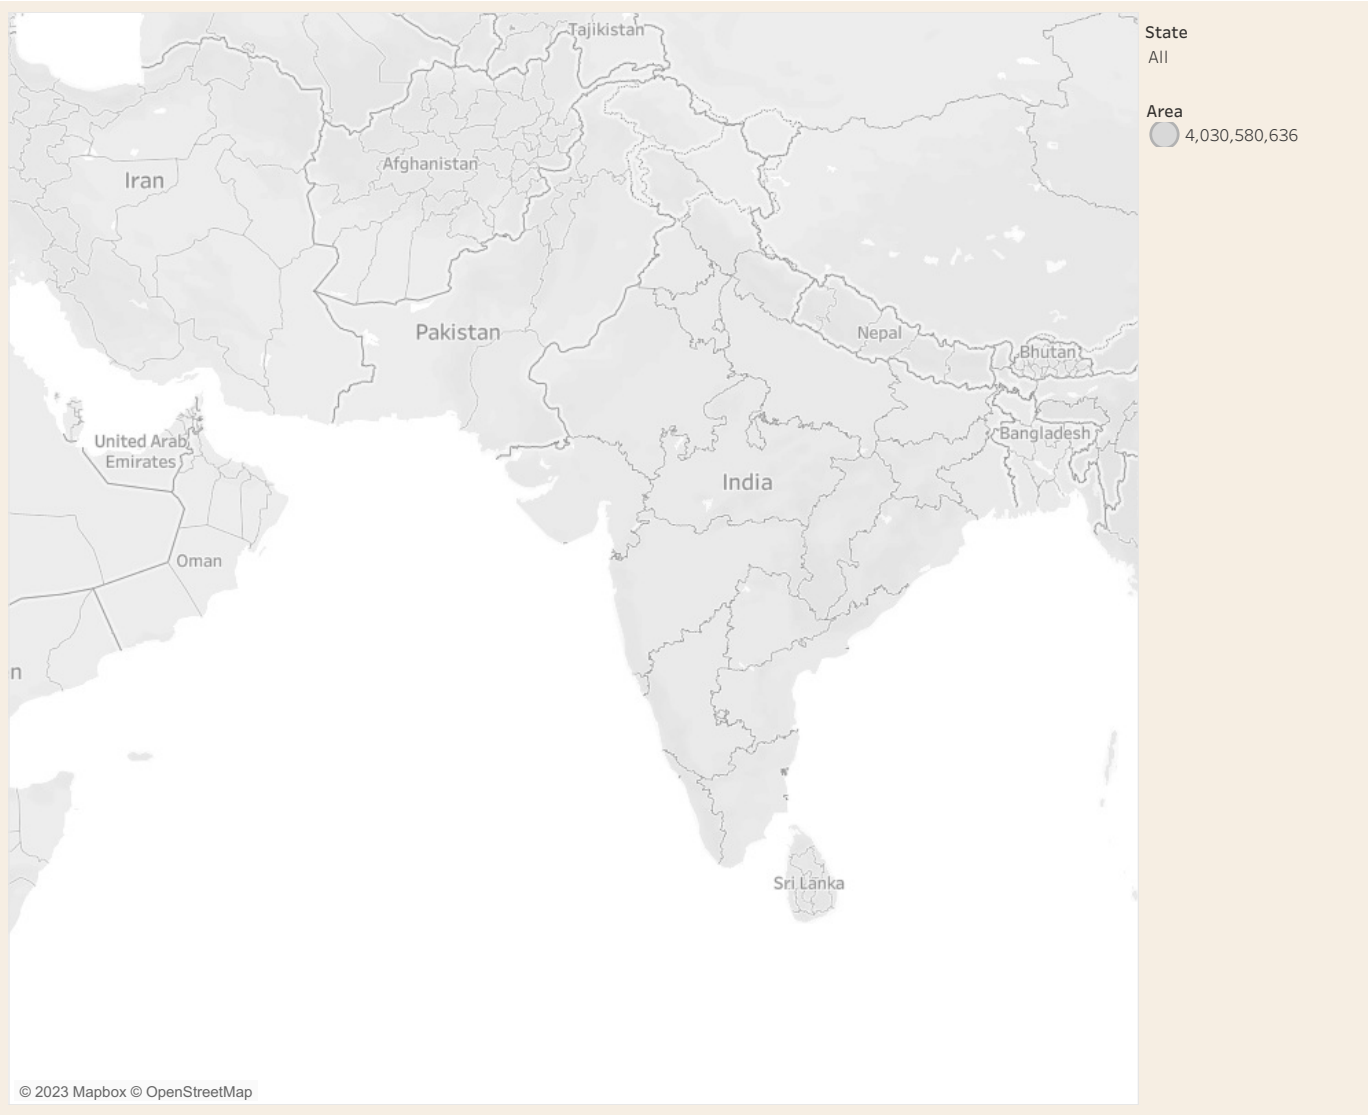 Tajikistan
State
All
Area
4,030,580,636
Afghanistan
Iran
Pakistan
Nepal
Bhutan
United Arab
Emirates
Bangladesh
India
Oman
n
Sri Lanka
© 2023 Mapbox © OpenStreetMap